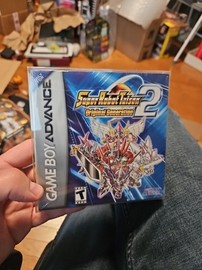 GAME BOY ADVANCE
Super Robot Taisen
Original Generation
2
T